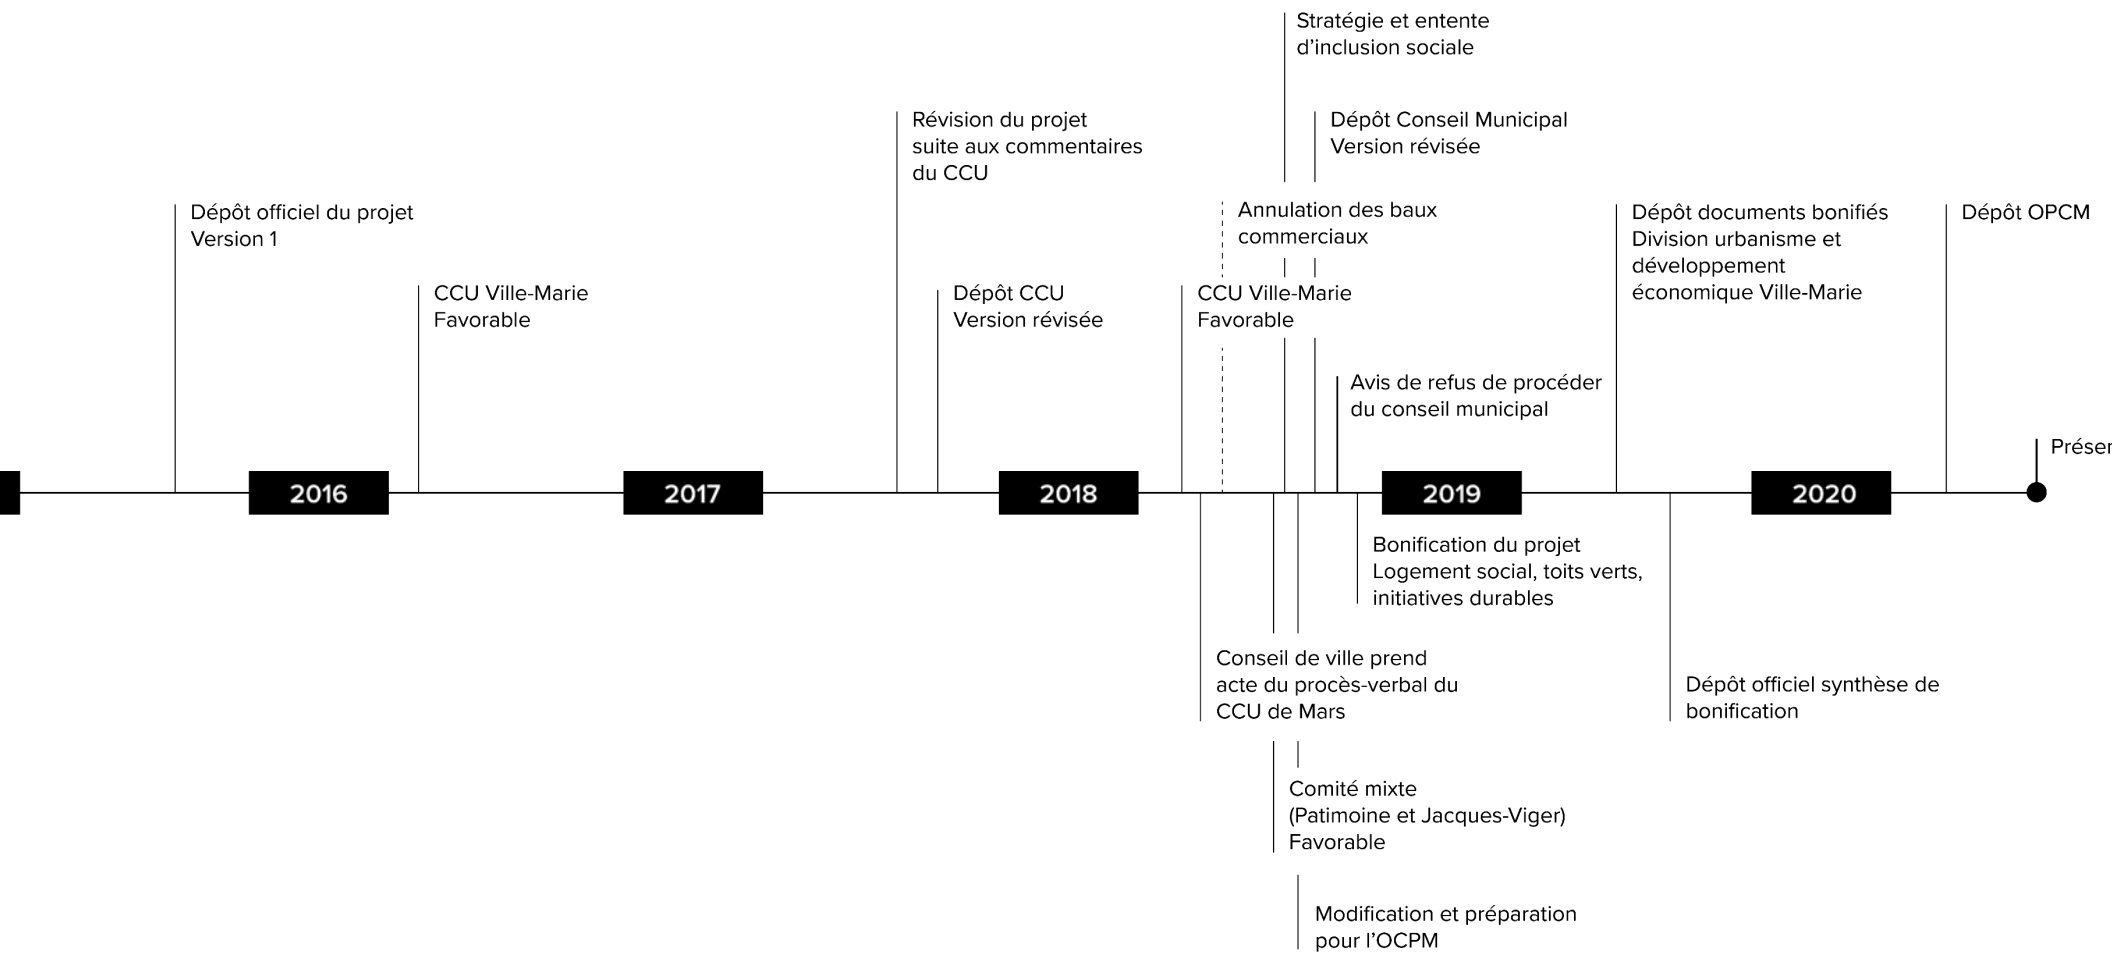 Stratégie et entente
d'inclusion sociale
Révision du projet
suite aux commentaires
du CCU
Dépôt Conseil Municipal
Version révisée
Dépôt officiel du projet
Version 1
Annulation des baux
commerciaux
Dépôt documents bonifiés
Division urbanisme et
développement
économique Ville-Marie
Dépôt OPCM
CCU Ville-Marie
Favorable
Dépôt CCU
Version révisée
CCU Ville-Marie
Favorable
Avis de refus de procéder
du conseil municipal
2016
2017
2018
2019
2020
Bonification du projet
Logement social, toits verts,
initiatives durables
Conseil de ville prend
acte du procès-verbal du
CCU de Mars
Dépôt officiel synthèse de
bonification
Comité mixte
(Patimoine et Jacques-Viger)
Favorable
Modification et préparation
pour l'OCPM